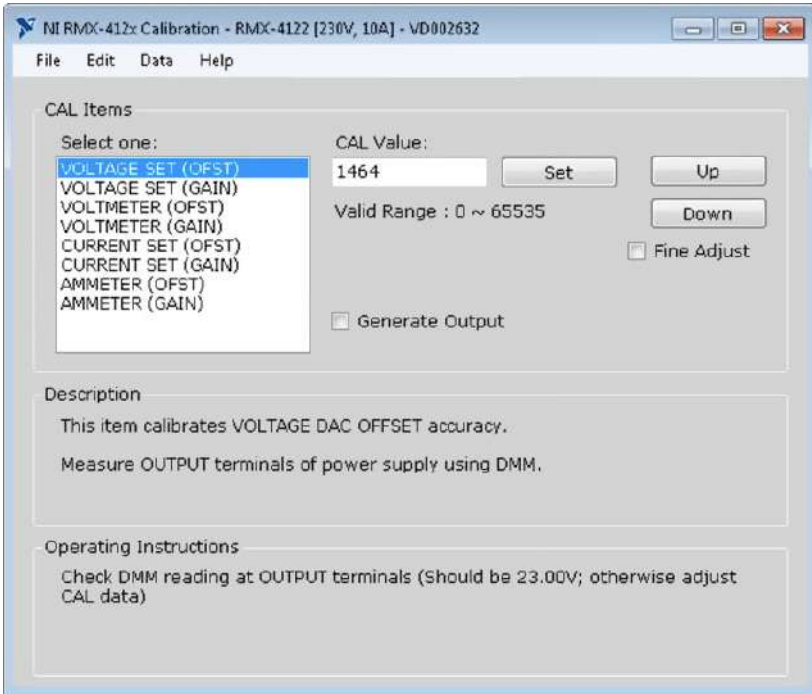 NI RMX-412x Calibration - RMX-4122 [230V, 10A] - VD002632
File Edit Data Help
CAL Items
Select one:
VOLTAGE SET (OFST)
VOLTAGE SET (GAIN)
VOLTMETER (OFST)
VOLTMETER (GAIN)
CURRENT SET (OFST)
CURRENT SET (GAIN)
AMMETER (OFST)
AMMETER (GAIN)
CAL Value:
1464
Set
Up
Valid Range : 0 ~ 65535
Down
Fine Adjust
Generate Output
Description
This item calibrates VOLTAGE DAC OFFSET accuracy.
Measure OUTPUT terminals of power supply using DMM.
Operating Instructions
Check DMM reading at OUTPUT terminals (Should be 23.00V; otherwise adjust
CAL data)